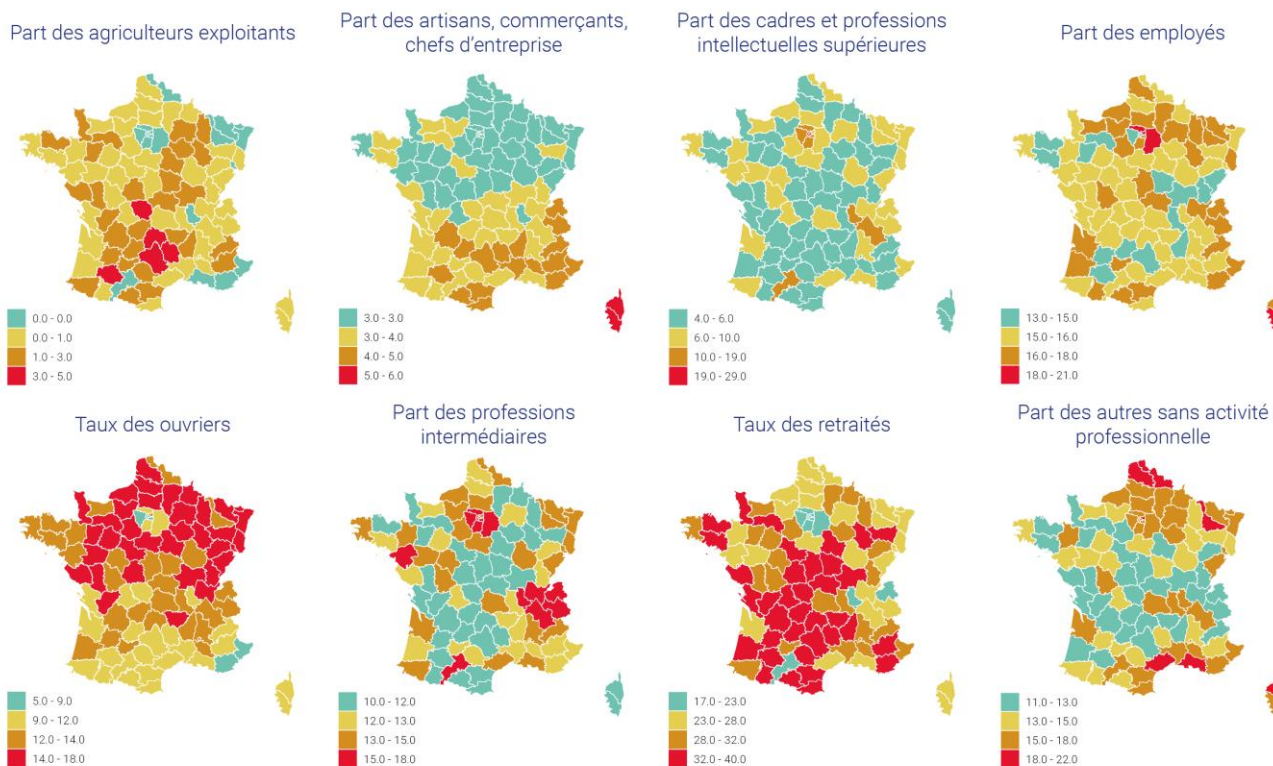 Part des agriculteurs exploitants
Part des artisans, commerçants,
chefs d'entreprise
Part des cadres et professions
intellectuelles supérieures
Part des employés
0.0 - 0.0
0.0 - 1.0
1.0 - 3.0
3.0 - 5.0
3.0 - 3.0
3.0 - 4.0
4.0 - 5.0
5.0 - 6.0
4.0 - 6.0
6.0 - 10.0
10.0 - 19.0
19.0 - 29.0
13.0 - 15.0
15.0 - 16.0
16.0 - 18.0
18.0 - 21.0
Taux des ouvriers
Part des professions
intermédiaires
Taux des retraités
Part des autres sans activité
professionnelle
5.0 - 9.0
9.0 - 12.0
12.0 - 14.0
14.0 - 18.0
10.0 - 12.0
12.0 - 13.0
13.0 - 15.0
15.0 - 18.0
17.0 - 23.0
23.0 - 28.0
28.0 - 32.0
32.0 - 40.0
11.0 - 13.0
13.0 - 15.0
15.0 - 18.0
18.0 - 22.0